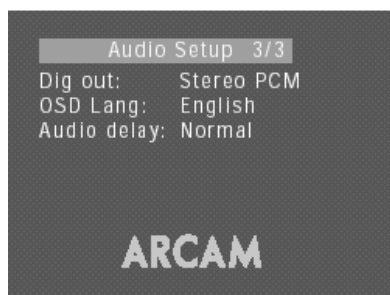 Audio Setup 3/3
Dig out: Stereo PCM
OSD Lang: English
Audio delay: Normal
ARCAM